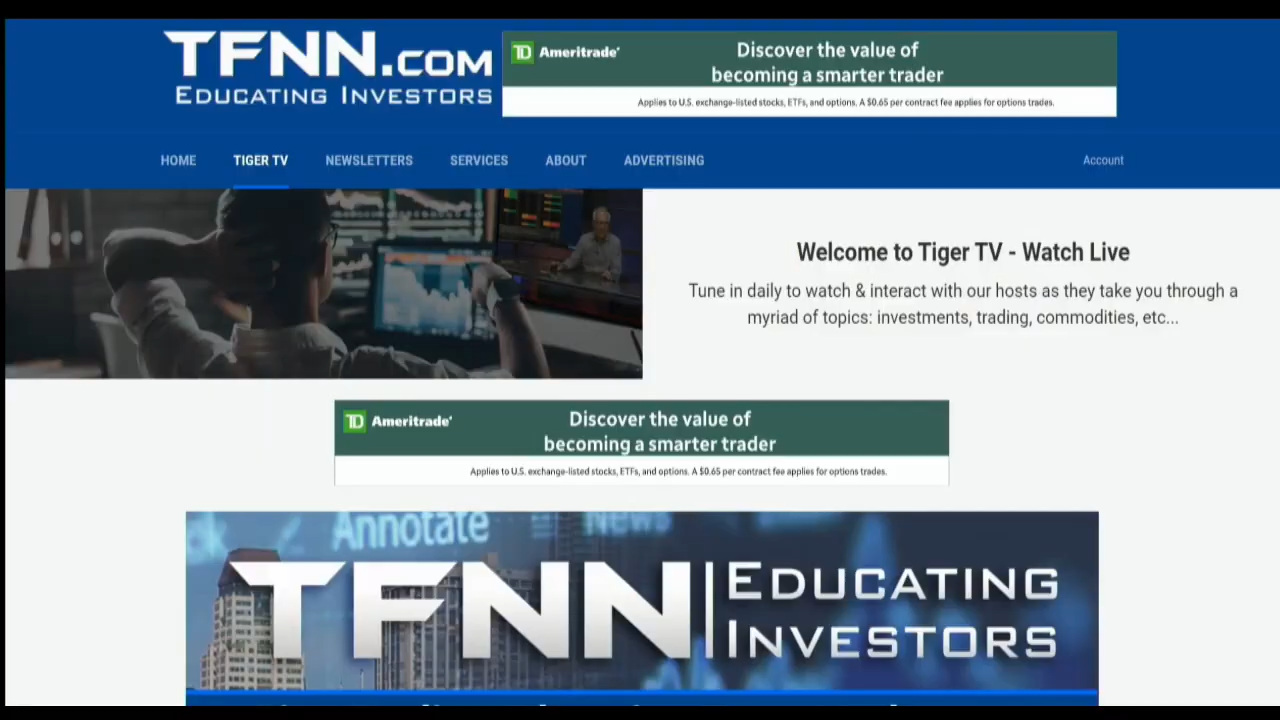 TFNN.COM
EDUCATING INVESTORS
TD Ameritrade
Discover the value of
becoming a smarter trader
Applies to U.S. exchange-listed stocks, ETFs, and options. A $0.65 per contract fee applies for options trades.
HOME TIGER TV NEWSLETTERS SERVICES ABOUT ADVERTISING Account
Welcome to Tiger TV - Watch Live
Tune in daily to watch & interact with our hosts as they take you through a
myriad of topics: investments, trading, commodities, etc...
TD Ameritrade
Discover the value of
becoming a smarter trader
Applies to U.S. exchange-listed stocks, ETFs, and options. A $0.65 per contract fee applies for options trades.
Annotate News
TFNN EDUCATING
INVESTORS